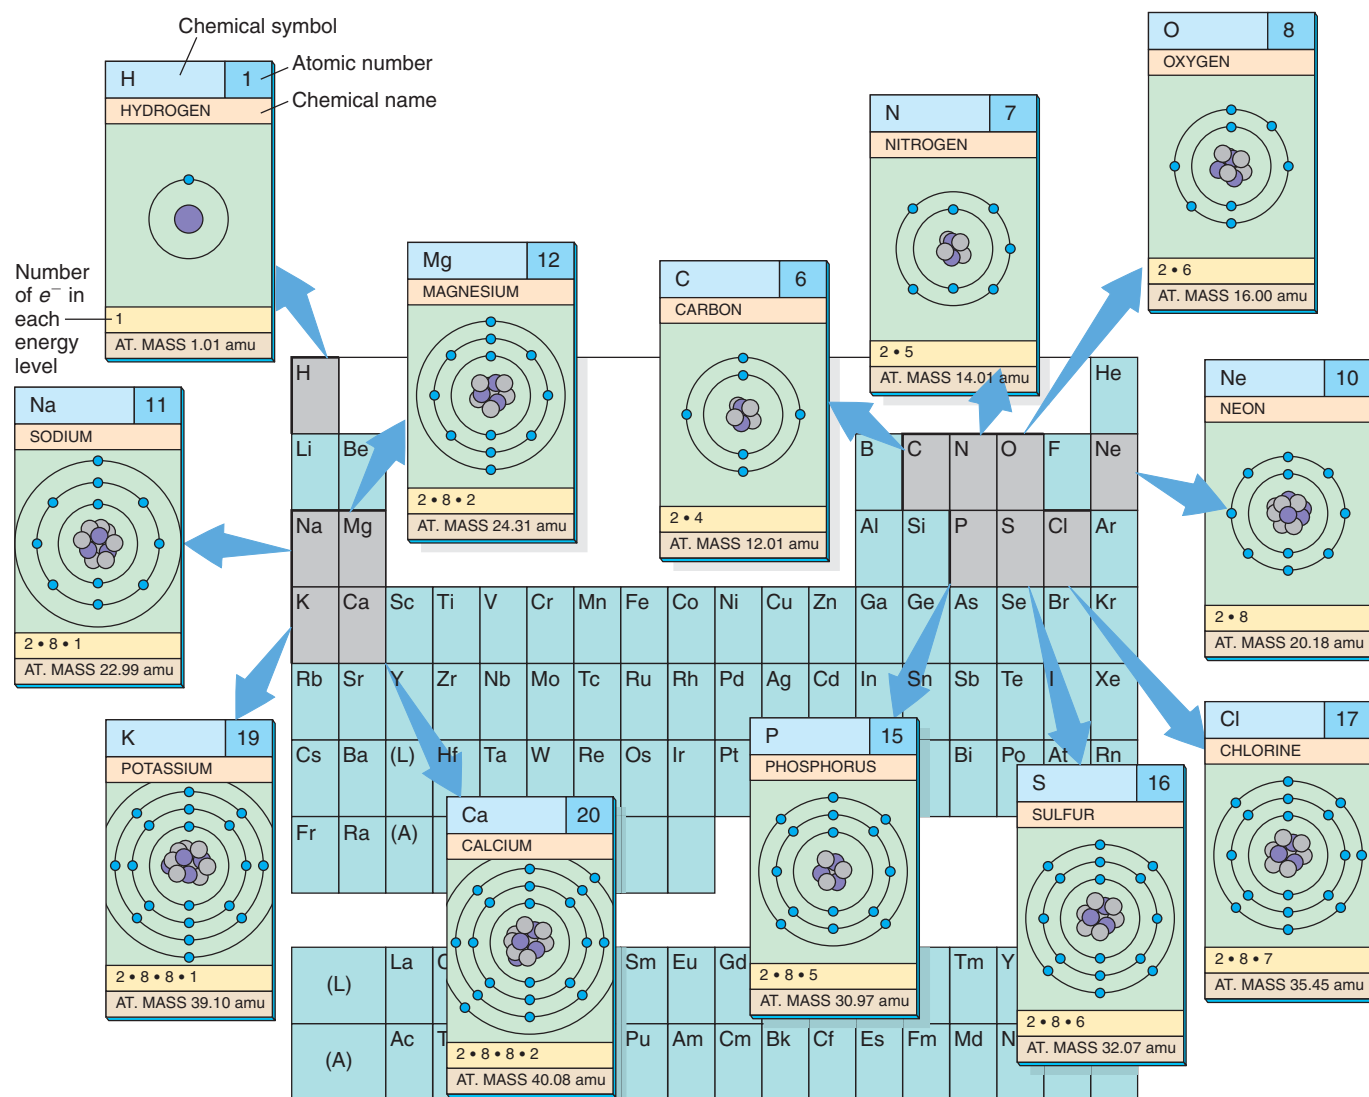 Chemical symbol
Atomic number
Chemical name
H 1
HYDROGEN
1
AT. MASS 1.01 amu
Number
of e− in
each
energy
level
O 8
OXYGEN
2 • 6
AT. MASS 16.00 amu
N 7
NITROGEN
2 • 5
AT. MASS 14.01 amu
Mg 12
MAGNESIUM
2 • 8 • 2
AT. MASS 24.31 amu
C 6
CARBON
2 • 4
AT. MASS 12.01 amu
Na 11
SODIUM
2 • 8 • 1
AT. MASS 22.99 amu
Ne 10
NEON
2 • 8
AT. MASS 20.18 amu
H He
Li Be B C N O F Ne
Na Mg Al Si P S Cl Ar
K Ca Sc Ti V Cr Mn Fe Co Ni Cu Zn Ga Ge As Se Br Kr
Rb Sr Y Zr Nb Mo Tc Ru Rh Pd Ag Cd In Sn Sb Te I Xe
Cs Ba (L) Hf Ta W Re Os Ir Pt Bi Po At Rn
Fr Ra (A)
(L) La Sm Eu Gd Tm
(A) Ac Pu Am Cm Bk Cf Es Fm Md
K 19
POTASSIUM
2 • 8 • 8 • 1
AT. MASS 39.10 amu
Ca 20
CALCIUM
2 • 8 • 8 • 2
AT. MASS 40.08 amu
P 15
PHOSPHORUS
2 • 8 • 5
AT. MASS 30.97 amu
S 16
SULFUR
2 • 8 • 6
AT. MASS 32.07 amu
Cl 17
CHLORINE
2 • 8 • 7
AT. MASS 35.45 amu